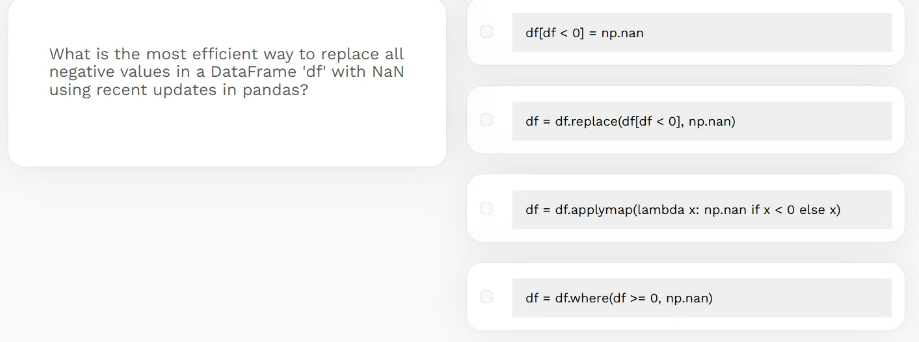 What is the most efficient way to replace all
negative values in a DataFrame 'df' with NaN
using recent updates in pandas?
df[df < 0] = np.nan
df = df.replace(df[df < 0], np.nan)
df = df.applymap(lambda x: np.nan if x < 0 else x)
df = df.where(df >= 0, np.nan)